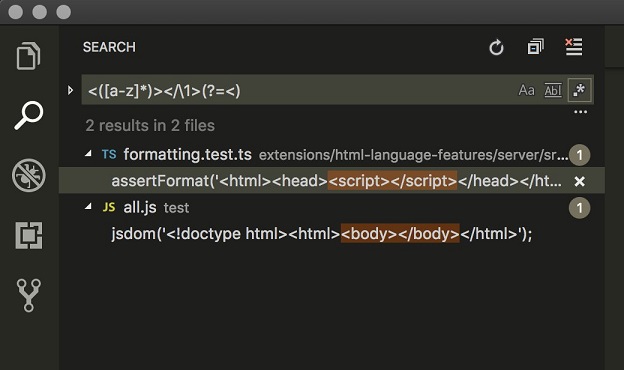 SEARCH
<([a-z]*)></\1>(?=<) Aa Abl .*
2 results in 2 files
TS formatting.test.ts extensions/html-language-features/server/sr... 1
assertFormat('<html><head><script></script></head></ht...
JS all.js test 1
jsdom('<!doctype html><html><body></body></html>');